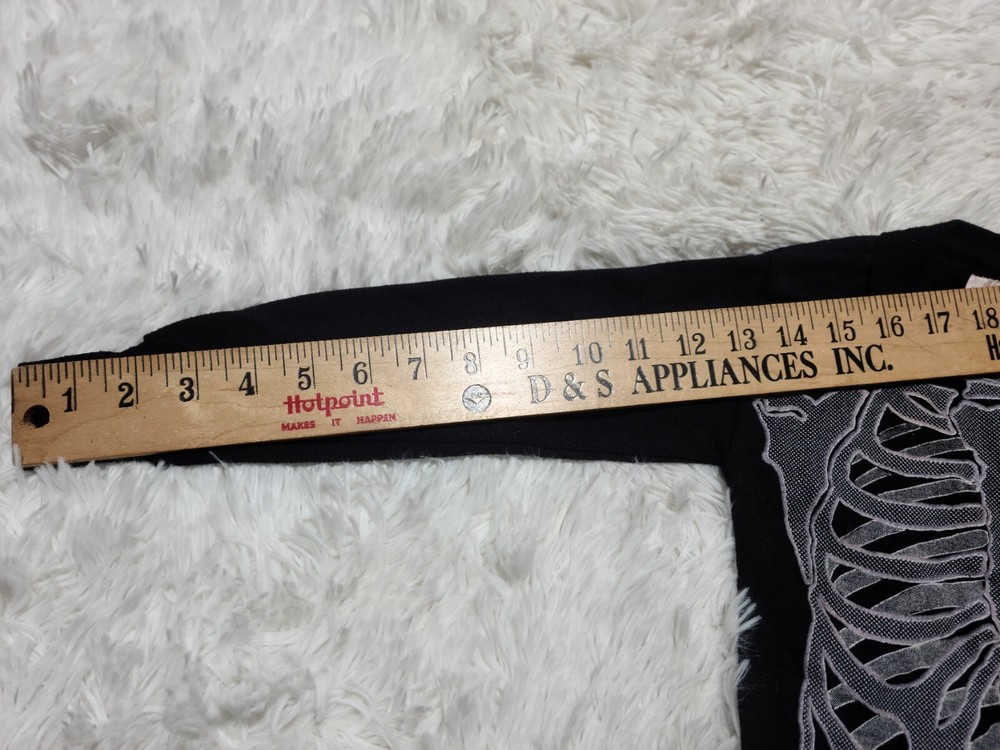 1 2 3 4 5 6 7 8 9 10 11 12 13 14 15 16 17 18
Hotpoint
MAKES IT HAPPEN
D & S APPLIANCES INC.